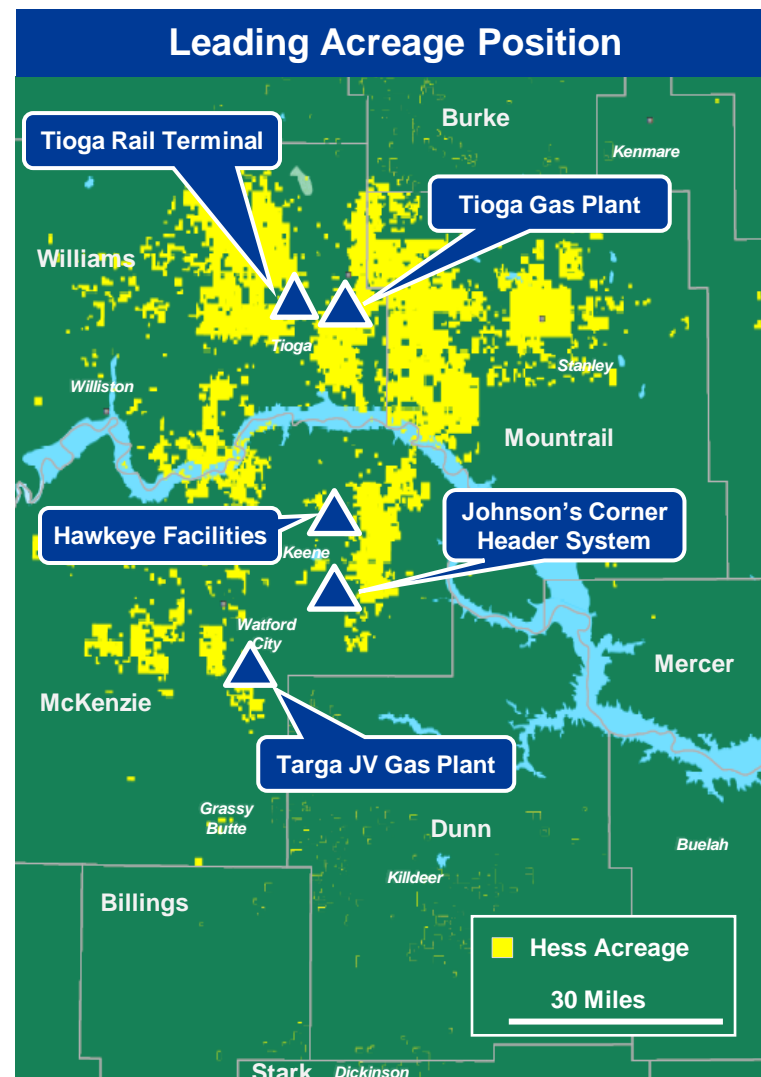 Leading Acreage Position
Burke
Tioga Rail Terminal
Kenmare
Tioga Gas Plant
Williams
Tioga
Stanley
Williston
Mountrail
Johnson's Corner
Header System
Hawkeye Facilities
Keene
Watford
City
Mercer
McKenzie
Targa JV Gas Plant
Grassy
Butte
Dunn
Buelah
Killdeer
Billings
Hess Acreage
30 Miles
Stark
Dickinson